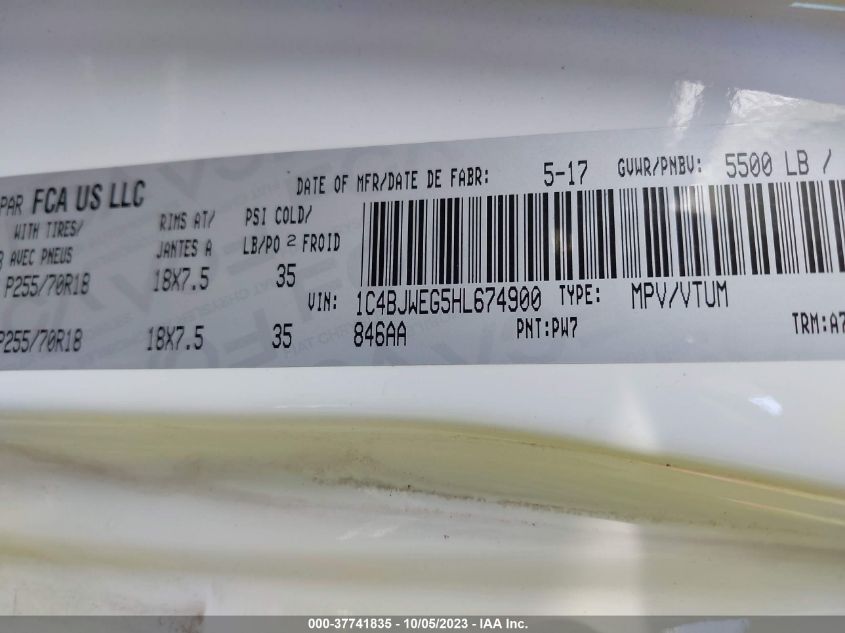 PAR FCA US LLC DATE OF MFR/DATE DE FABR: 5-17 GVWR/PNBV: 5500 LB /
WITH TIRES/ RIMS AT/ PSI COLD/
AVEC PNEUS JANTES A LB/PO 2 FROID
P255/70R18 18X7.5 35
VIN: 1C4BJWEG5HL674900 TYPE: MPV/VTUM
P255/70R18 18X7.5 35 846AA PNT:PW7 TRM:A7
000-37741835 - 10/05/2023 - IAA Inc.